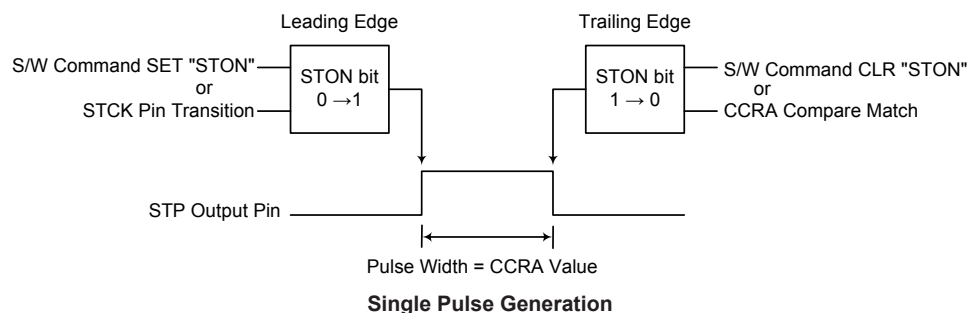 Leading Edge
Trailing Edge
S/W Command SET "STON"
or
STCK Pin Transition
STON bit
0 →1
STON bit
1 → 0
S/W Command CLR "STON"
or
CCRA Compare Match
STP Output Pin
Pulse Width = CCRA Value
Single Pulse Generation